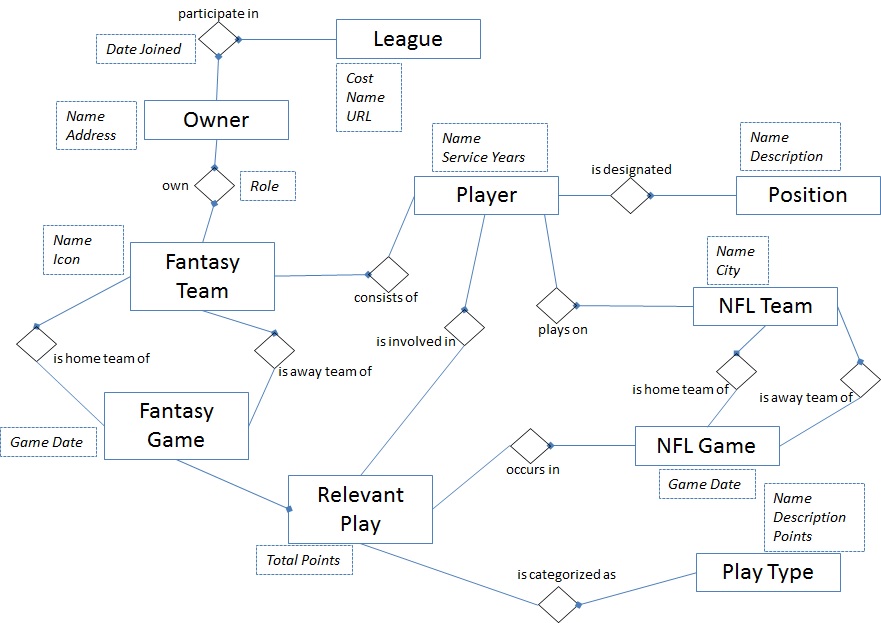 participate in
Date Joined
League
Cost
Name
URL
Name
Address
Owner
own
Role
Name
Service Years
Player
is designated
Name
Description
Position
Name
Icon
Fantasy
Team
consists of
Name
City
NFL Team
plays on
is involved in
is home team of
is away team of
is home team of
is away team of
Fantasy
Game
Game Date
NFL Game
Game Date
occurs in
Relevant
Play
Total Points
Name
Description
Points
is categorized as
Play Type